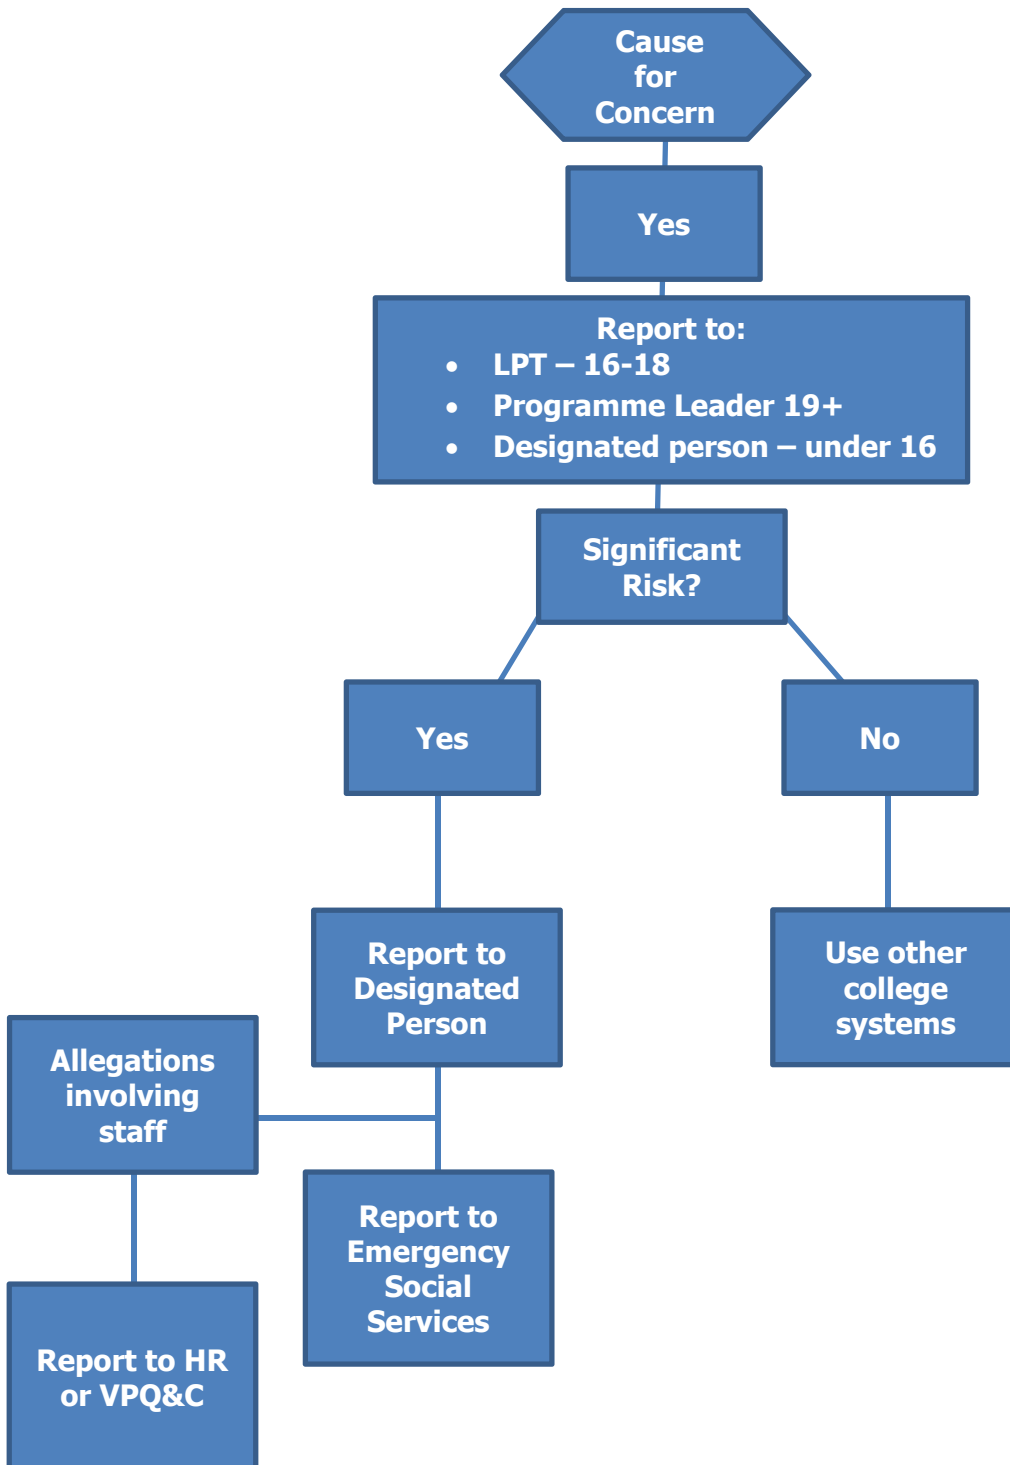 Cause
for
Concern
Yes
Report to:
• LPT – 16-18
• Programme Leader 19+
• Designated person – under 16
Significant
Risk?
Yes
No
Report to
Designated
Person
Use other
college
systems
Allegations
involving
staff
Report to
Emergency
Social
Services
Report to HR
or VPQ&C